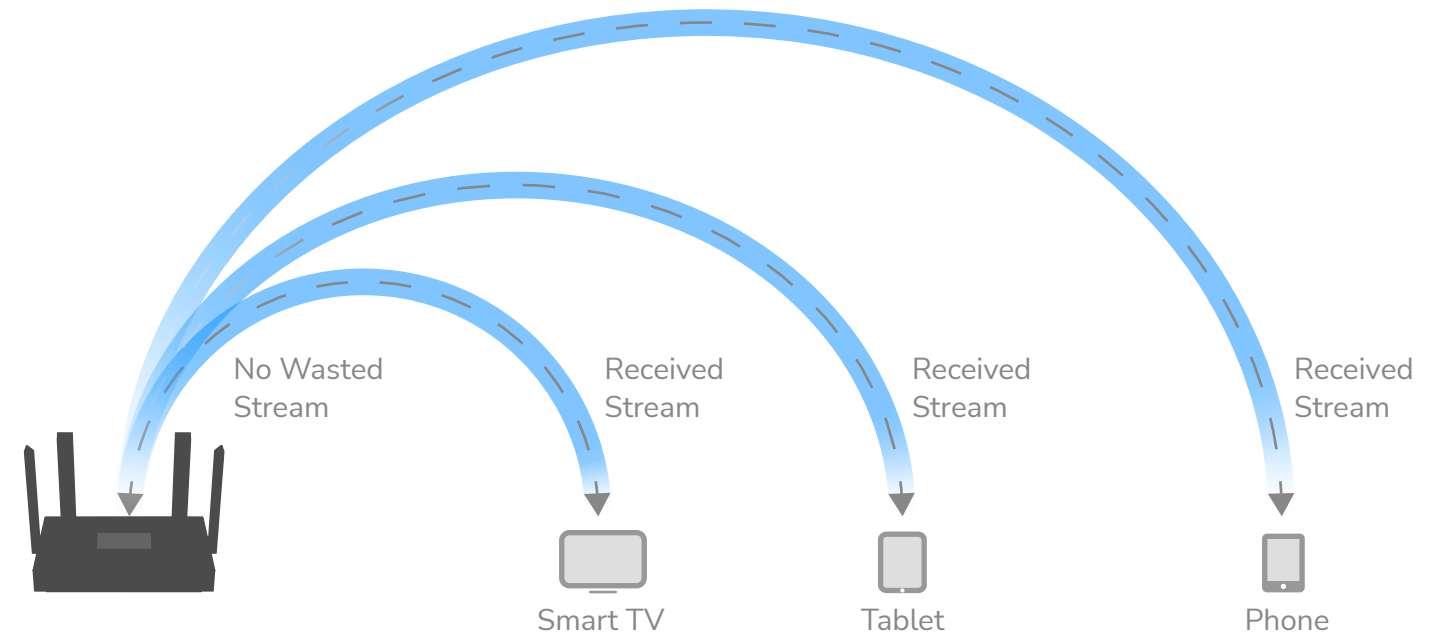 No Wasted
Stream
Received
Stream
Received
Stream
Received
Stream
Smart TV
Tablet
Phone